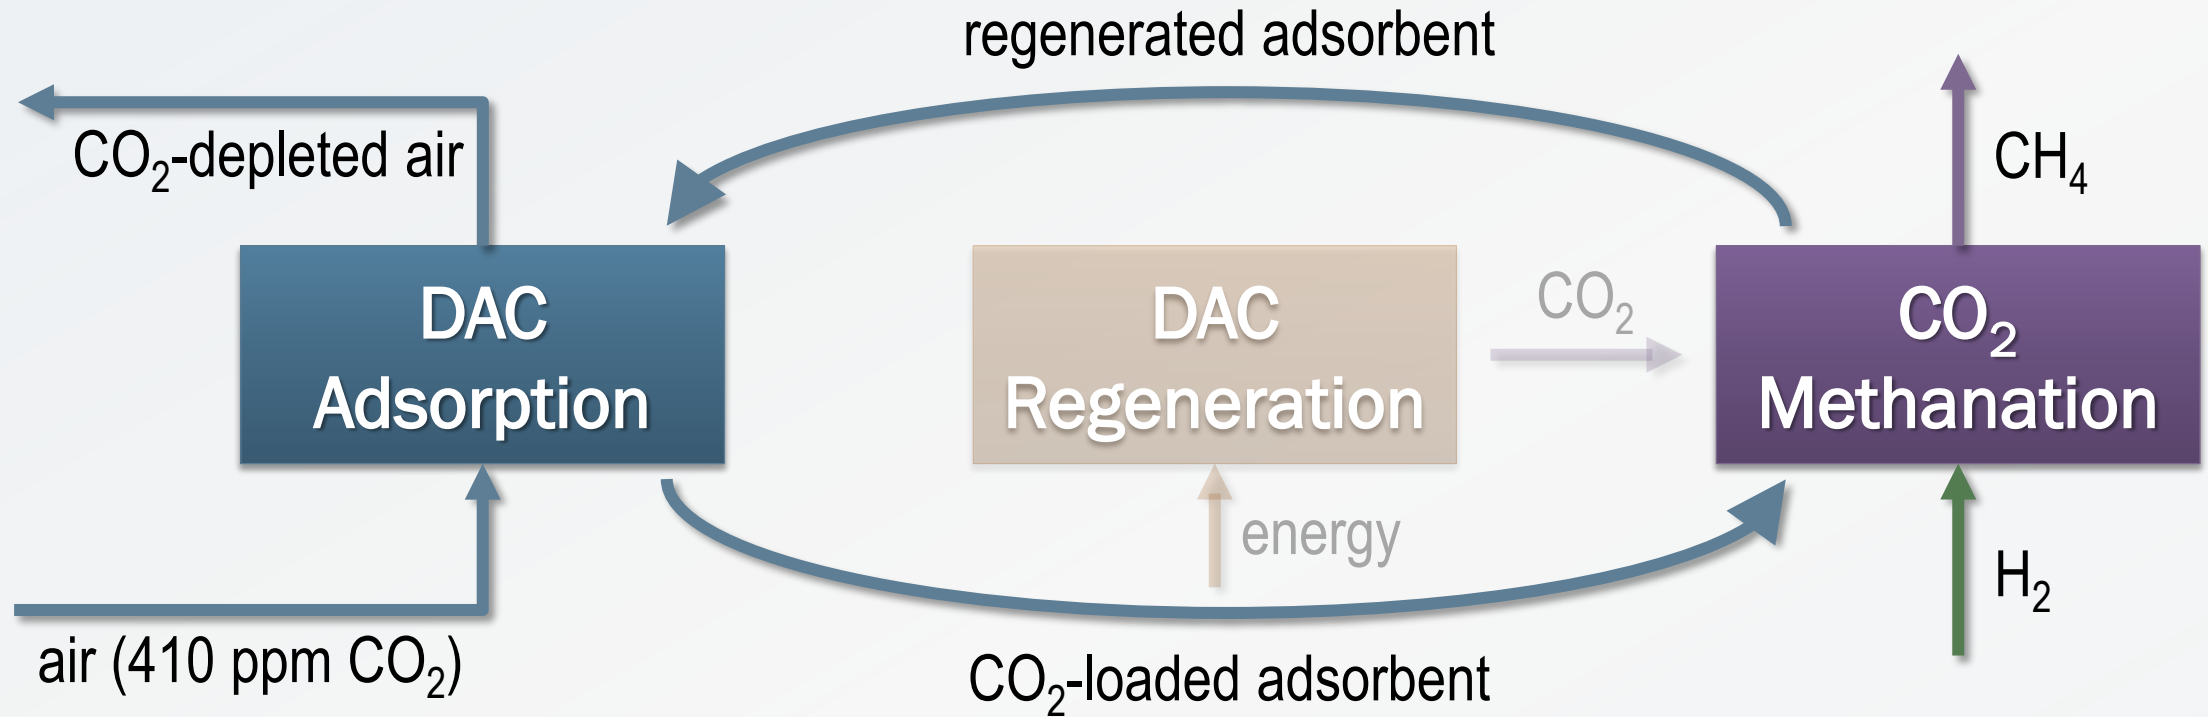 regenerated adsorbent
CO₂-depleted air
CH₄
DAC
Adsorption
DAC
Regeneration
CO₂
CO₂
Methanation
energy
H₂
air (410 ppm CO₂)
CO₂-loaded adsorbent